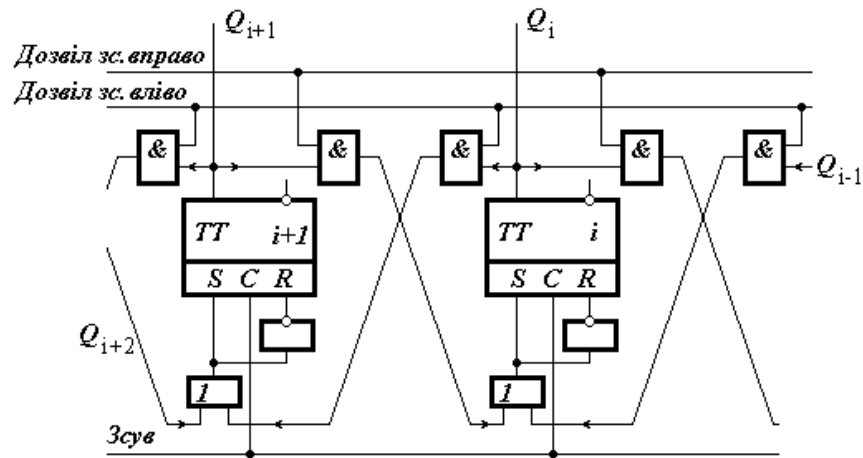 Q_{i+1} Q_i
Дозвіл зс. вправо
Дозвіл зс. вліво
& & & & &
Q_{i-1}
TT i+1 TT i
S C R S C R
Q_{i+2}
1 1
Зсув